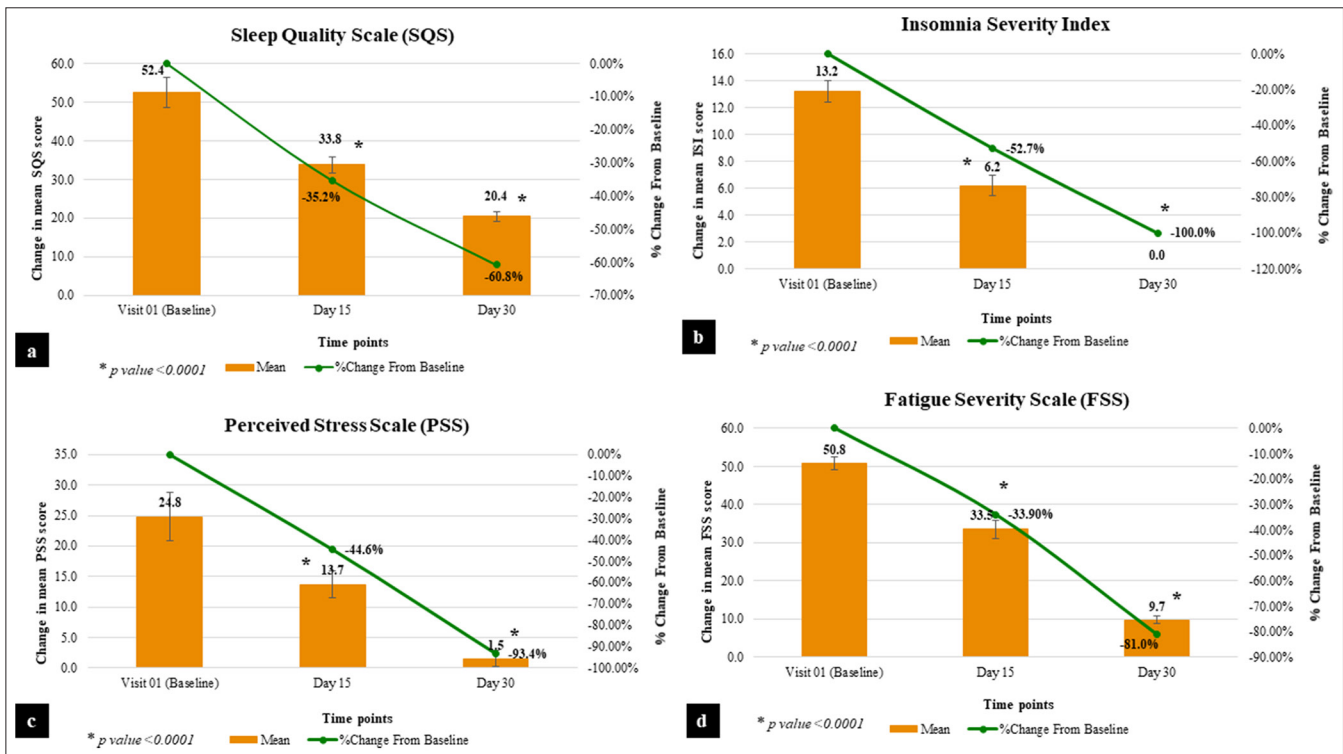 Sleep Quality Scale (SQS)
60.0
50.0
40.0
30.0
20.0
10.0
0.0
Change in mean SQS score
52.4
33.8
*
-35.2%
20.4
*
-60.8%
0.00%
-10.00%
-20.00%
-30.00%
-40.00%
-50.00%
-60.00%
-70.00%
% Change From Baseline
Visit 01 (Baseline)
Day 15
Day 30
Time points
a
* p value <0.0001
Mean
%Change From Baseline
Insomnia Severity Index
16.0
14.0
12.0
10.0
8.0
6.0
4.0
2.0
0.0
Change in mean ISI score
13.2
* 6.2
-52.7%
*
-100.0%
0.0
0.00%
-20.00%
-40.00%
-60.00%
-80.00%
-100.00%
-120.00%
% Change From Baseline
Visit 01 (Baseline)
Day 15
Day 30
Time points
b
* p value <0.0001
Mean
%Change From Baseline
Perceived Stress Scale (PSS)
35.0
30.0
25.0
20.0
15.0
10.0
5.0
0.0
Change in mean PSS score
24.8
-44.6%
* 13.7
*
1.5
-93.4%
0.00%
-10.00%
-20.00%
-30.00%
-40.00%
-50.00%
-60.00%
-70.00%
-80.00%
-90.00%
-100.00%
% Change From Baseline
Visit 01 (Baseline)
Day 15
Day 30
Time points
c
* p value <0.0001
Mean
%Change From Baseline
Fatigue Severity Scale (FSS)
60.0
50.0
40.0
30.0
20.0
10.0
0.0
Change in mean FSS score
50.8
*
33.5
-33.90%
9.7
*
-81.0%
0.00%
-10.00%
-20.00%
-30.00%
-40.00%
-50.00%
-60.00%
-70.00%
-80.00%
-90.00%
% Change From Baseline
Visit 01 (Baseline)
Day 15
Day 30
Time points
d
* p value <0.0001
Mean
%Change From Baseline